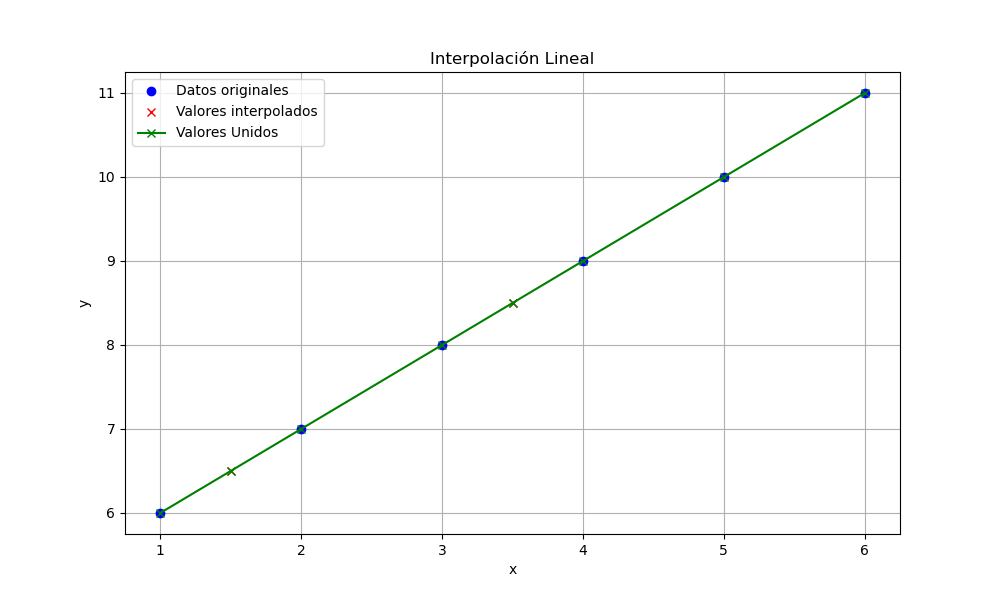 Interpolación Lineal
Datos originales
Valores interpolados
Valores Unidos
11
10
9
8
7
6
y
1 2 3 4 5 6
x